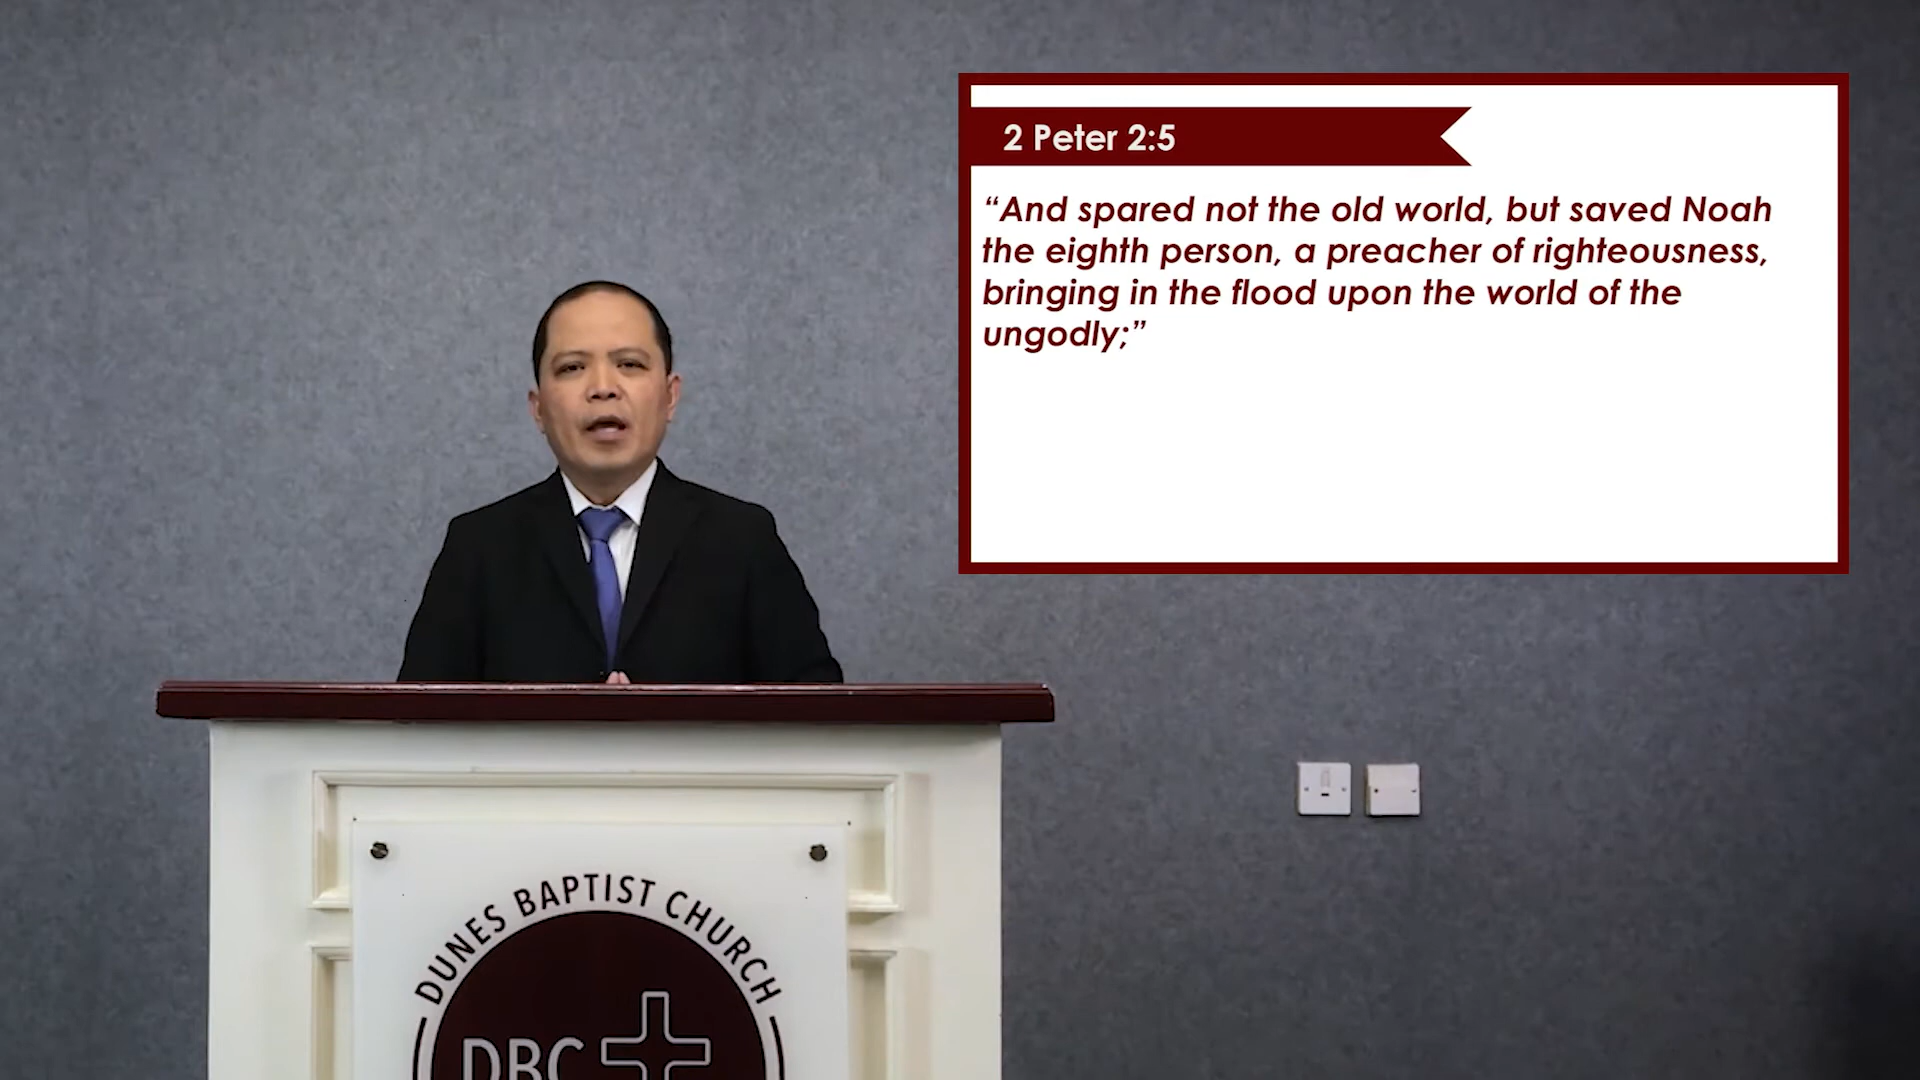 2 Peter 2:5
“And spared not the old world, but saved Noah
the eighth person, a preacher of righteousness,
bringing in the flood upon the world of the
ungodly;”
DUNES BAPTIST CHURCH
DBC